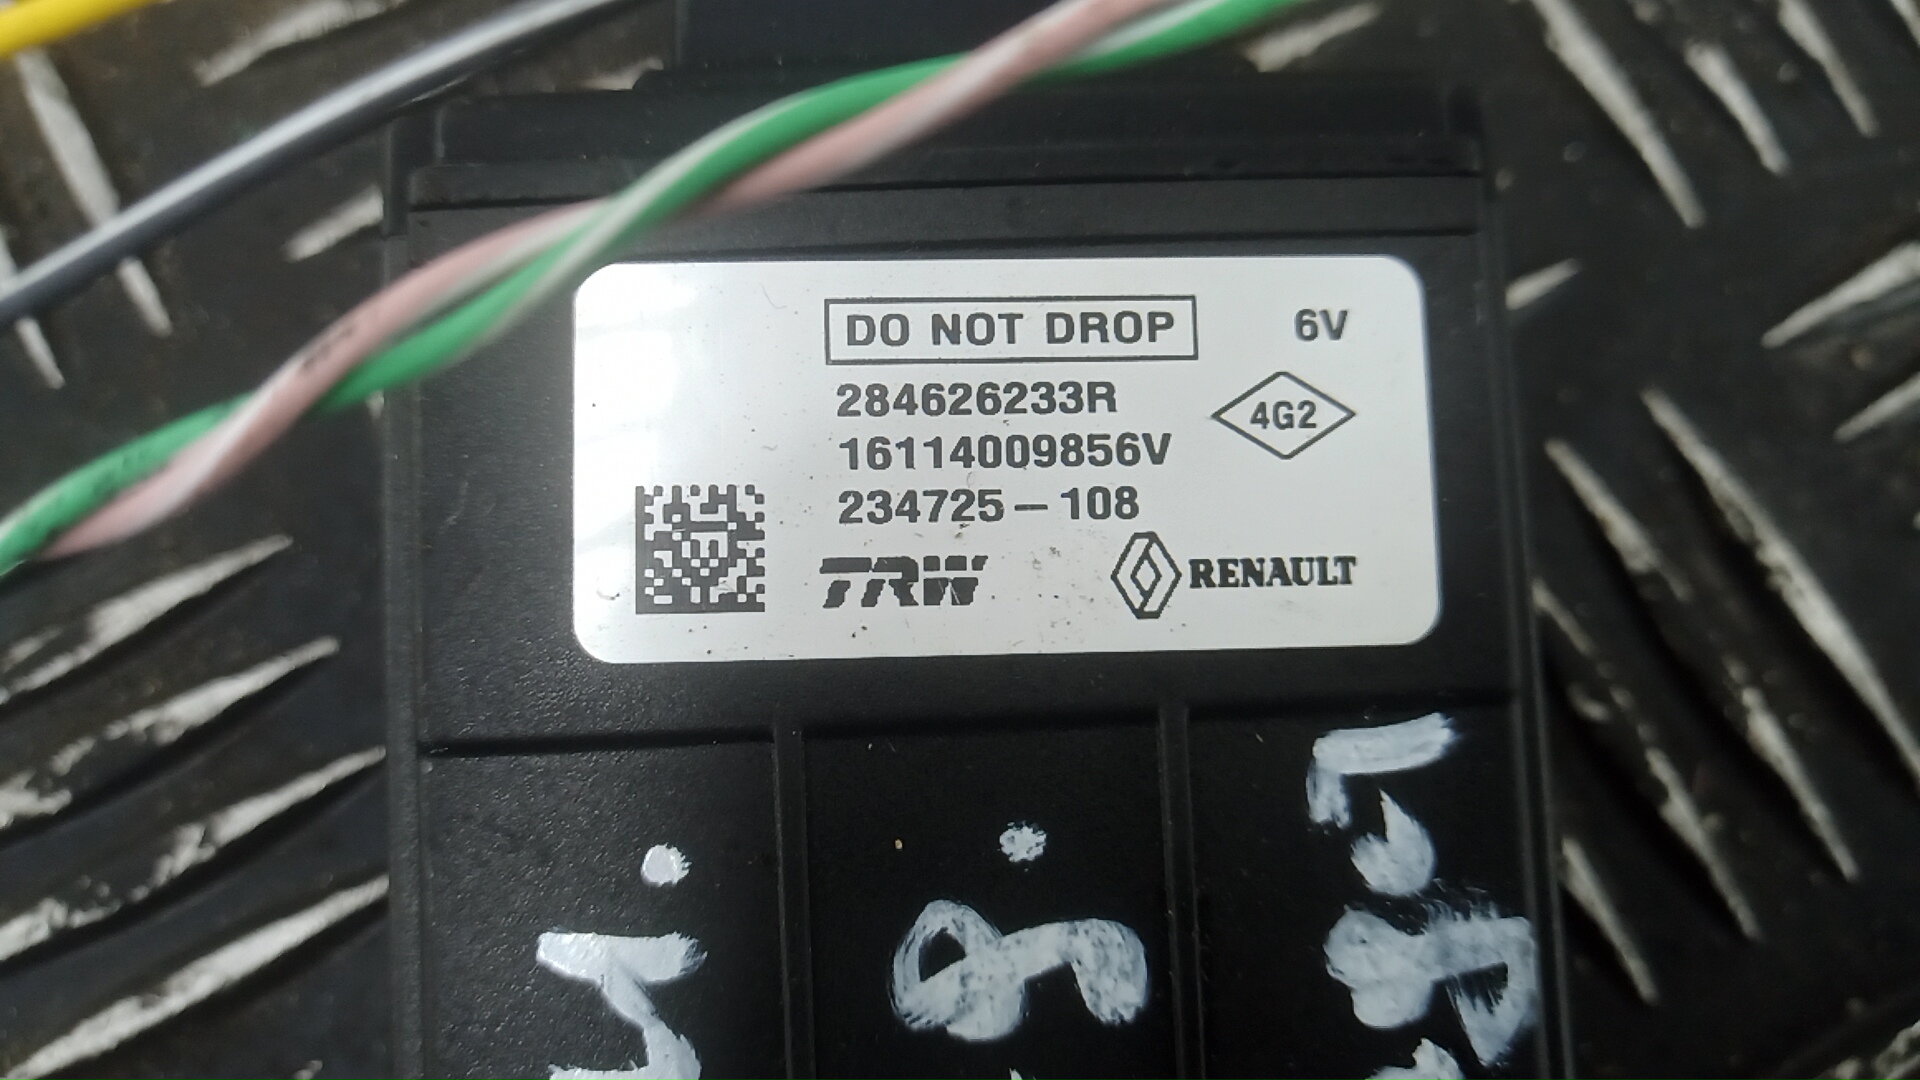 DO NOT DROP 6V
284626233R
4G2
16114009856V
234725-108
TRW RENAULT